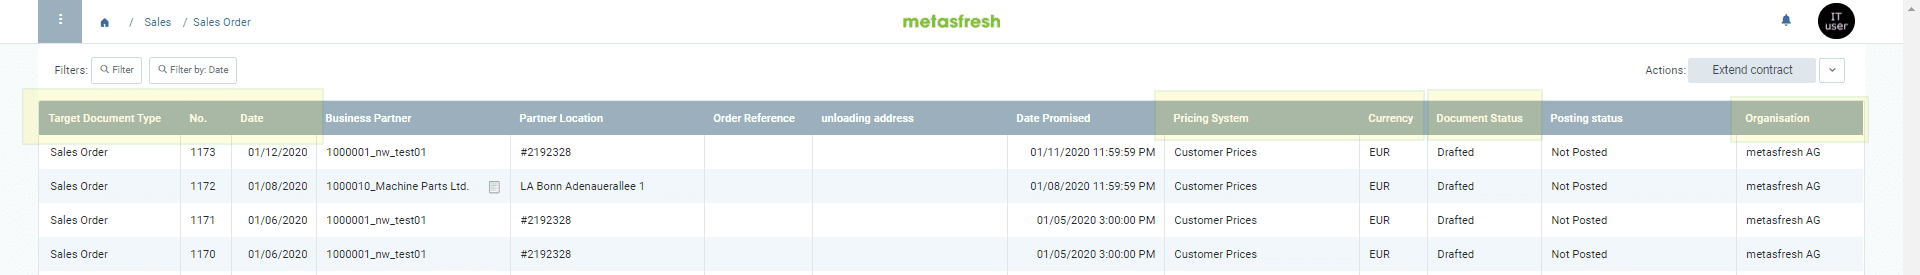 / Sales / Sales Order
metasfresh
IT user
Filters: Filter Filter by: Date
Actions: Extend contract
Target Document Type No. Date Business Partner Partner Location Order Reference unloading address Date Promised Pricing System Currency Document Status Posting status Organisation
Sales Order 1173 01/12/2020 1000001_nw_test01 #2192328 01/11/2020 11:59:59 PM Customer Prices EUR Drafted Not Posted metasfresh AG
Sales Order 1172 01/08/2020 1000010_Machine Parts Ltd. LA Bonn Adenauerallee 1 01/08/2020 11:59:59 PM Customer Prices EUR Drafted Not Posted metasfresh AG
Sales Order 1171 01/06/2020 1000001_nw_test01 #2192328 01/05/2020 3:00:00 PM Customer Prices EUR Drafted Not Posted metasfresh AG
Sales Order 1170 01/06/2020 1000001_nw_test01 #2192328 01/05/2020 3:00:00 PM Customer Prices EUR Drafted Not Posted metasfresh AG